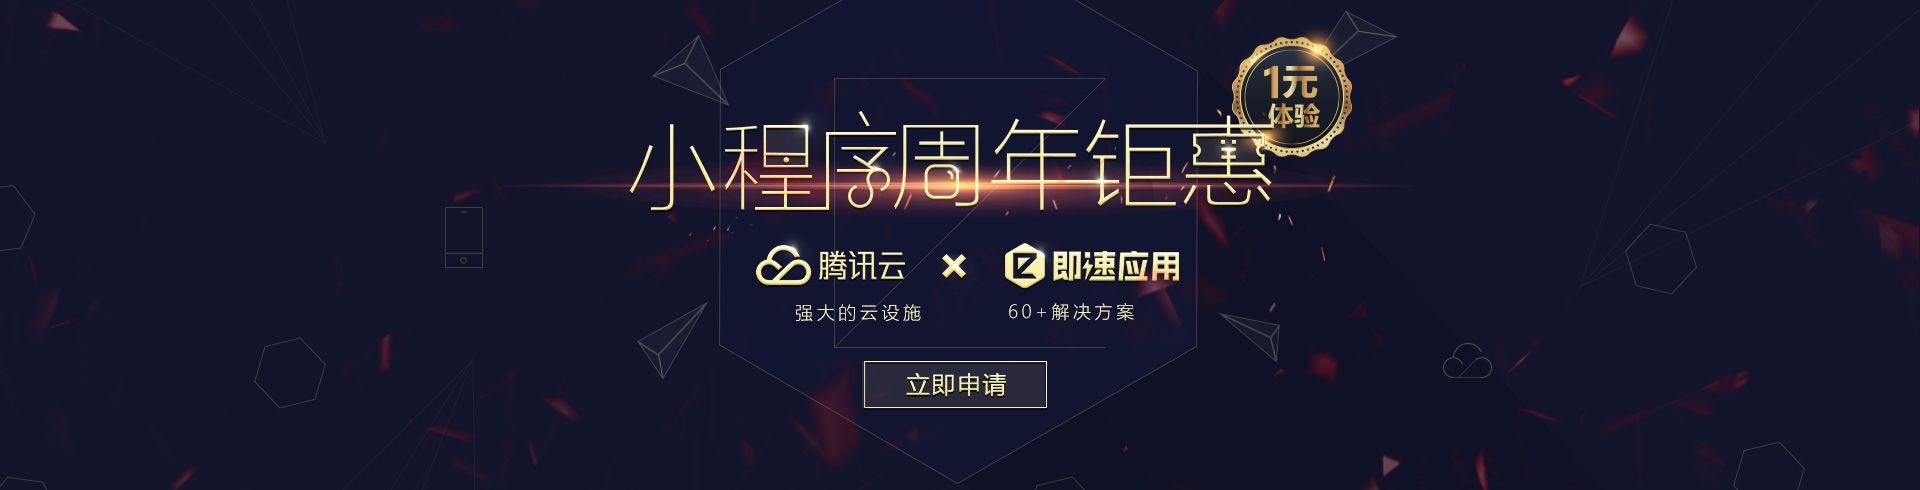 1元
体验
小程序周年钜惠
腾讯云 × 即速应用
强大的云设施 60+解决方案
立即申请